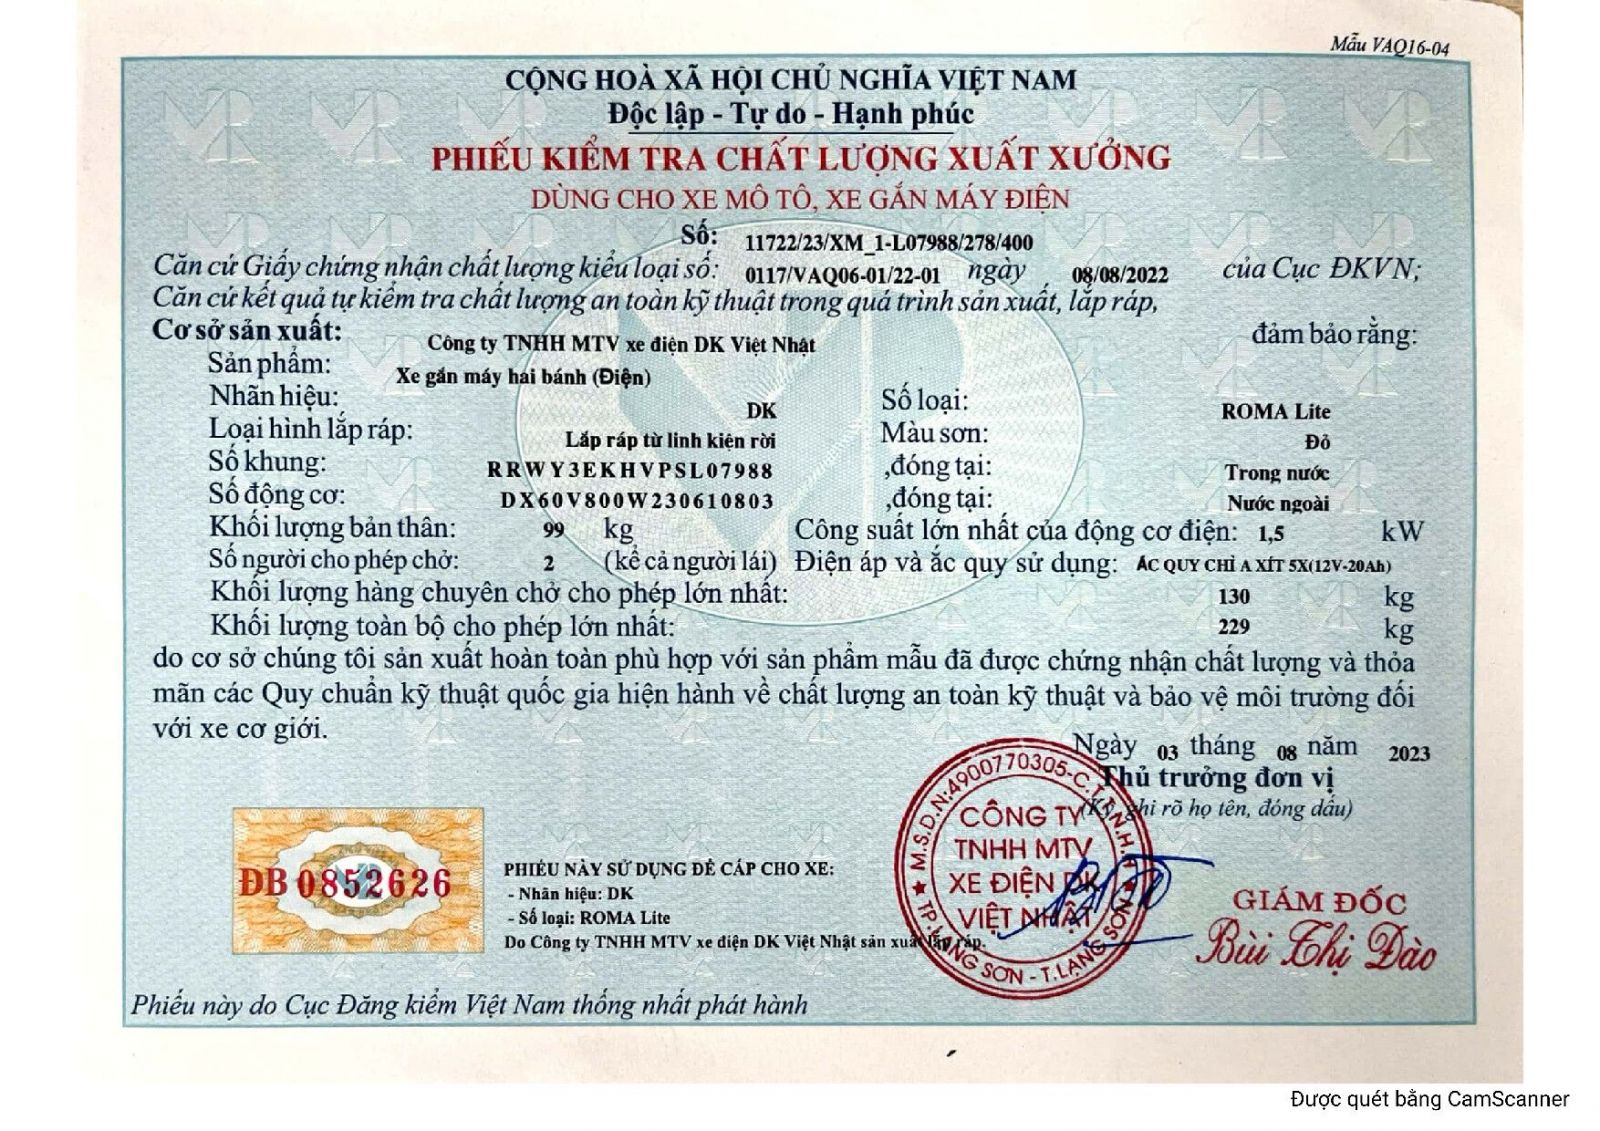 Mẫu VAQ16-04
CỘNG HOÀ XÃ HỘI CHỦ NGHĨA VIỆT NAM
Độc lập - Tự do - Hạnh phúc
PHIẾU KIỂM TRA CHẤT LƯỢNG XUẤT XƯỞNG
DÙNG CHO XE MÔ TÔ, XE GẮN MÁY ĐIỆN
Số: 11722/23/XM_1-L07988/278/400
Căn cứ Giấy chứng nhận chất lượng kiểu loại số: 0117/VAQ06-01/22-01 ngày 08/08/2022 của Cục ĐKVN;
Căn cứ kết quả tự kiểm tra chất lượng an toàn kỹ thuật trong quá trình sản xuất, lắp ráp,
Cơ sở sản xuất: Công ty TNHH MTV xe điện DK Việt Nhật đảm bảo rằng:
Sản phẩm: Xe gắn máy hai bánh (Điện)
Nhãn hiệu: DK Số loại: ROMA Lite
Loại hình lắp ráp: Lắp ráp từ linh kiện rời Màu sơn: Đỏ
Số khung: RRWY3EKHVPSL07988 ,đóng tại: Trong nước
Số động cơ: DX60V800W230610803 ,đóng tại: Nước ngoài
Khối lượng bản thân: 99 kg Công suất lớn nhất của động cơ điện: 1,5 kW
Số người cho phép chở: 2 (kể cả người lái) Điện áp và ắc quy sử dụng: ẮC QUY CHÌ A XÍT 5X(12V-20Ah)
Khối lượng hàng chuyên chở cho phép lớn nhất: 130 kg
Khối lượng toàn bộ cho phép lớn nhất: 229 kg
do cơ sở chúng tôi sản xuất hoàn toàn phù hợp với sản phẩm mẫu đã được chứng nhận chất lượng và thỏa
mãn các Quy chuẩn kỹ thuật quốc gia hiện hành về chất lượng an toàn kỹ thuật và bảo vệ môi trường đối
với xe cơ giới.
Ngày 03 tháng 08 năm 2023
Thủ trưởng đơn vị
(Ký, ghi rõ họ tên, đóng dấu)
M.S.D.N:4900770305-C.T.T.N.H.H
CÔNG TY
TNHH MTV
XE ĐIỆN DK
VIỆT NHẬT
TP.LẠNG SƠN - T.LẠNG SƠN
ĐB 0852626
PHIẾU NÀY SỬ DỤNG ĐỂ CẤP CHO XE:
- Nhãn hiệu: DK
- Số loại: ROMA Lite
Do Công ty TNHH MTV xe điện DK Việt Nhật sản xuất lắp ráp.
GIÁM ĐỐC
Bùi Thị Đào
Phiếu này do Cục Đăng kiểm Việt Nam thống nhất phát hành
Được quét bằng CamScanner